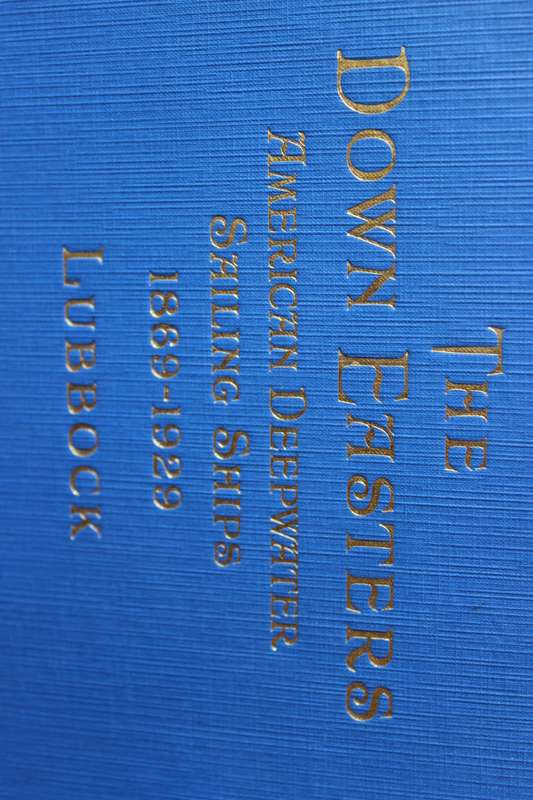 THE
DOWN EASTERS
AMERICAN DEEPWATER
SAILING SHIPS
1869-1929
LUBBOCK